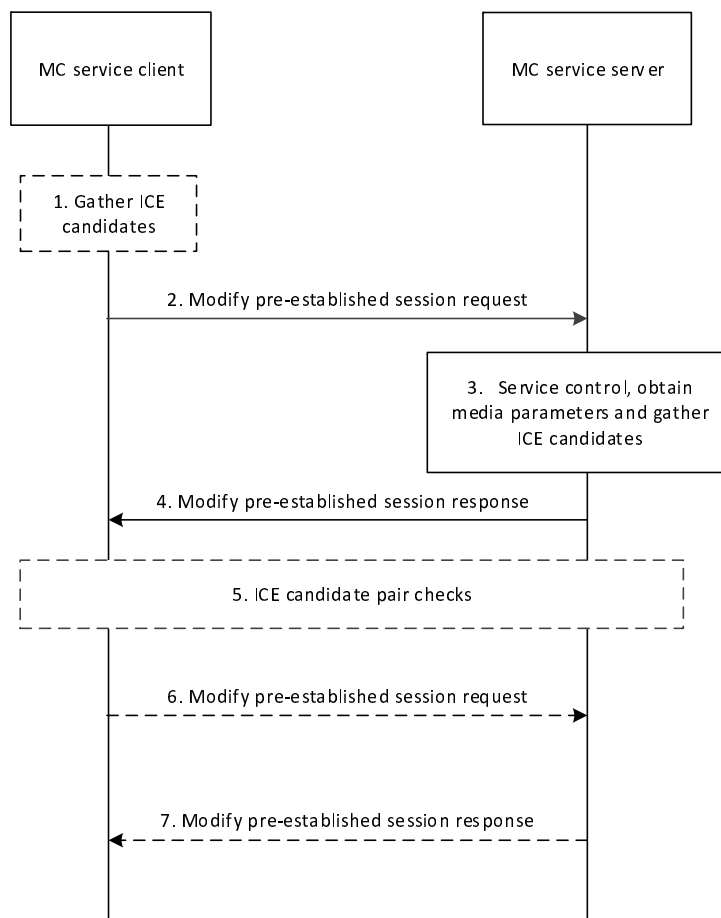 MC service client
MC service server
1. Gather ICE
candidates
2. Modify pre-established session request
3. Service control, obtain
media parameters and gather
ICE candidates
4. Modify pre-established session response
5. ICE candidate pair checks
6. Modify pre-established session request
7. Modify pre-established session response